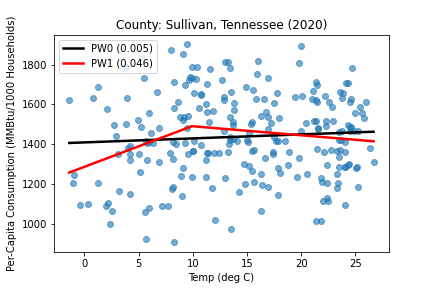 County: Sullivan, Tennessee (2020)
PW0 (0.005)
PW1 (0.046)
Per-Capita Consumption (MMBtu/1000 Households)
1800
1600
1400
1200
1000
0 5 10 15 20 25
Temp (deg C)